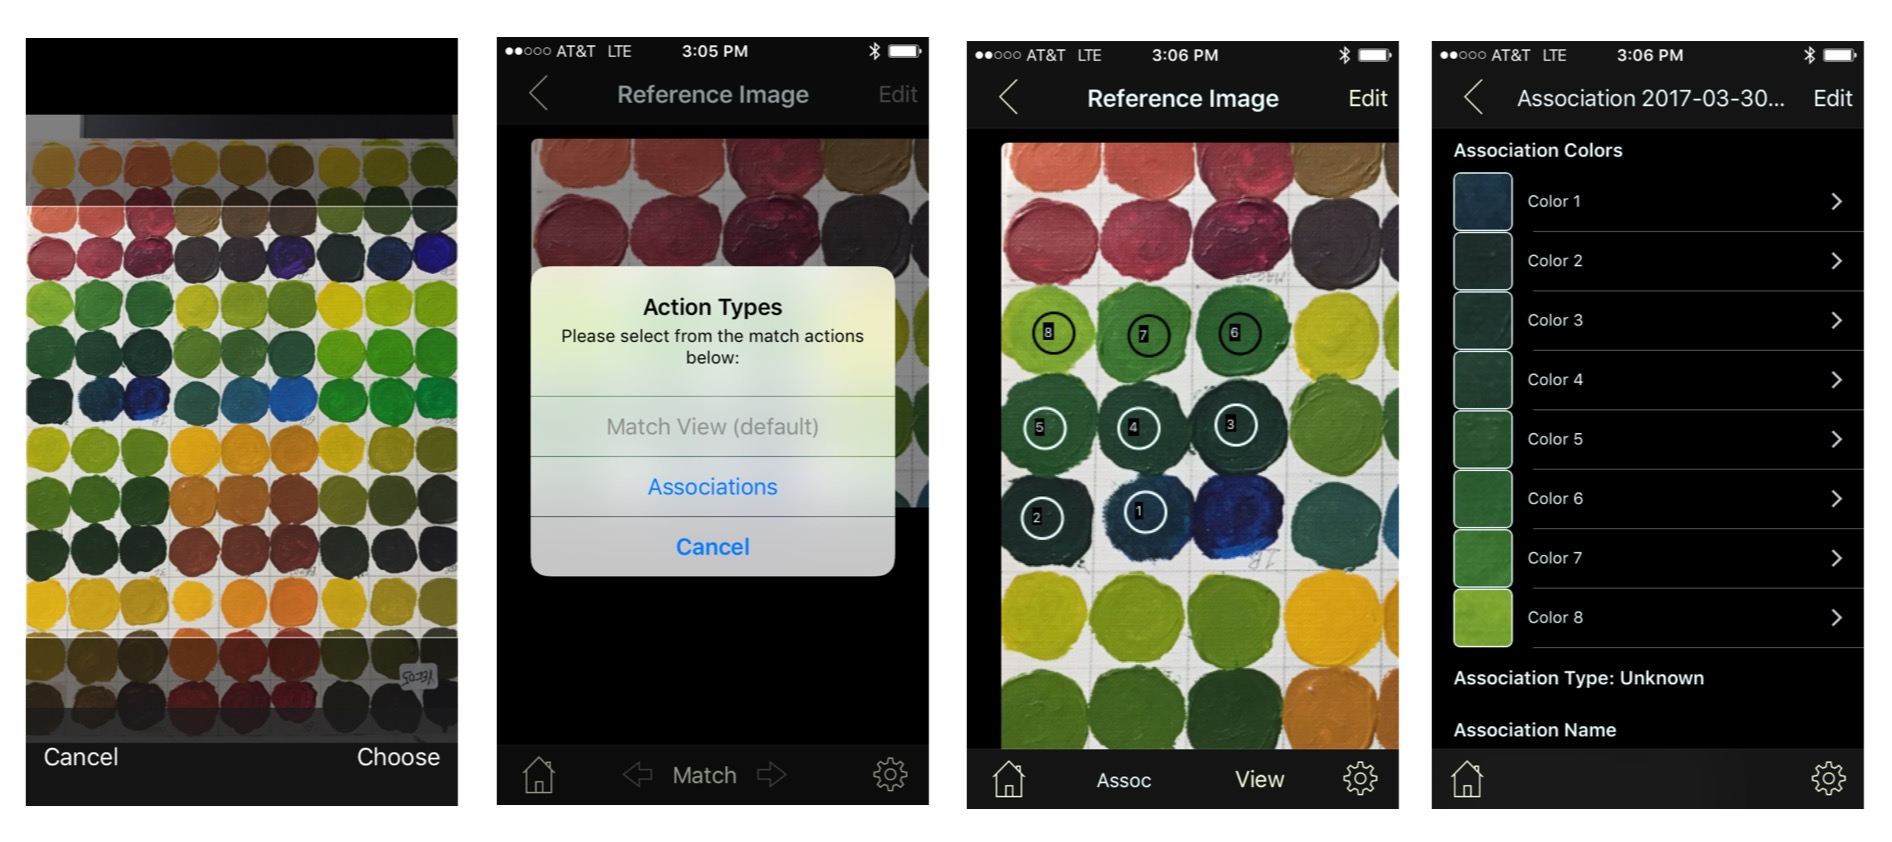 Cancel
Choose
AT&T LTE
3:05 PM
Reference Image
Edit
Action Types
Please select from the match actions
below:
Match View (default)
Associations
Cancel
Match
AT&T LTE
3:06 PM
Reference Image
Edit
8
7
6
5
4
3
2
1
Assoc
View
AT&T LTE
3:06 PM
Association 2017-03-30...
Edit
Association Colors
Color 1
Color 2
Color 3
Color 4
Color 5
Color 6
Color 7
Color 8
Association Type: Unknown
Association Name